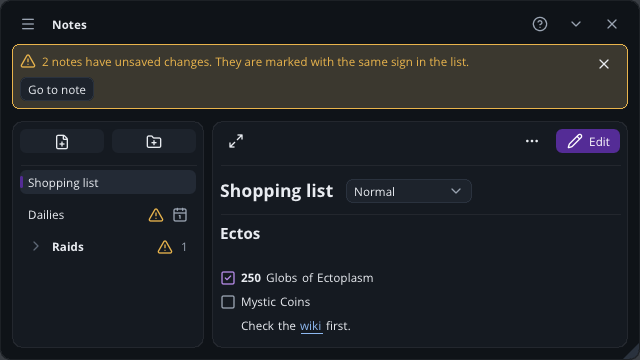 Notes
2 notes have unsaved changes. They are marked with the same sign in the list.
Go to note
Edit
Shopping list
Dailies
1
Raids
1
Shopping list
Normal
Ectos
250 Globs of Ectoplasm
Mystic Coins
Check the wiki first.